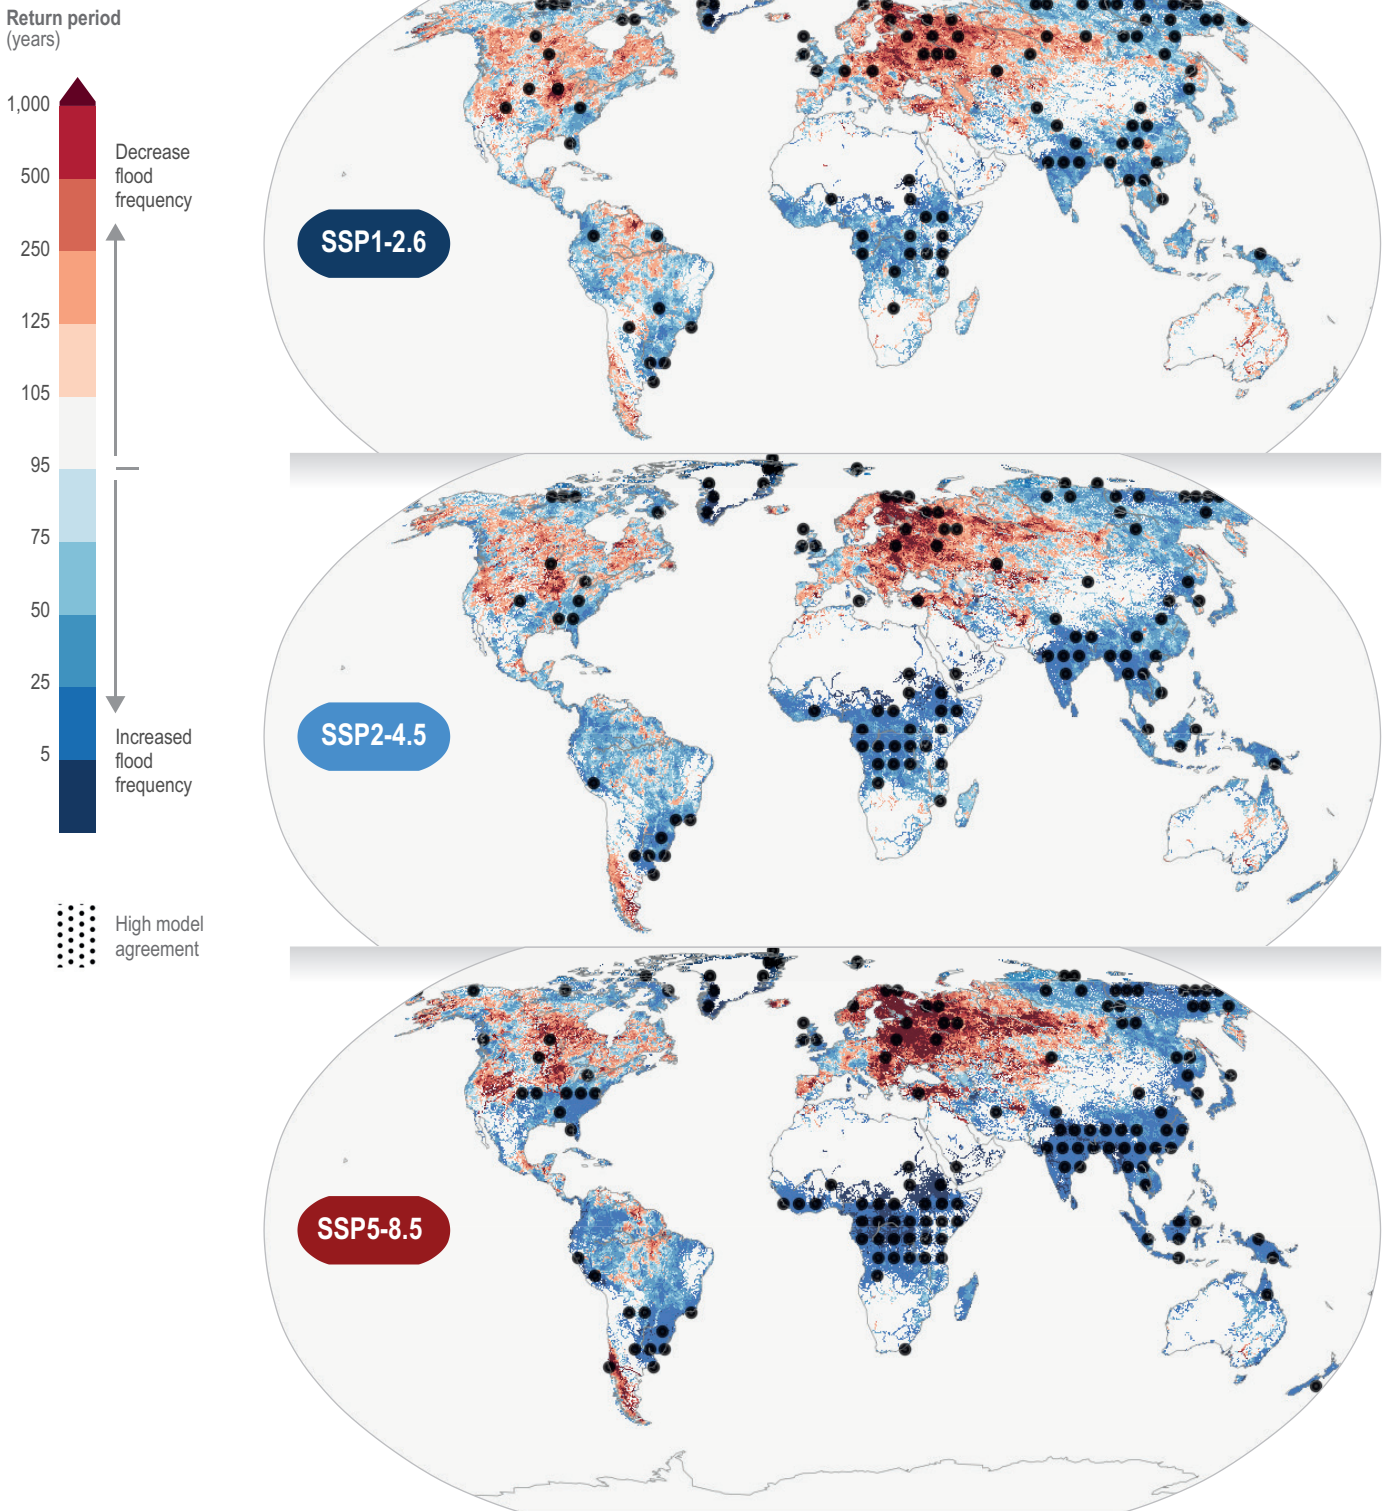 Return period
(years)
1,000
500
250
125
105
95
75
50
25
5
Decrease
flood
frequency
Increased
flood
frequency
High model
agreement
SSP1-2.6
SSP2-4.5
SSP5-8.5